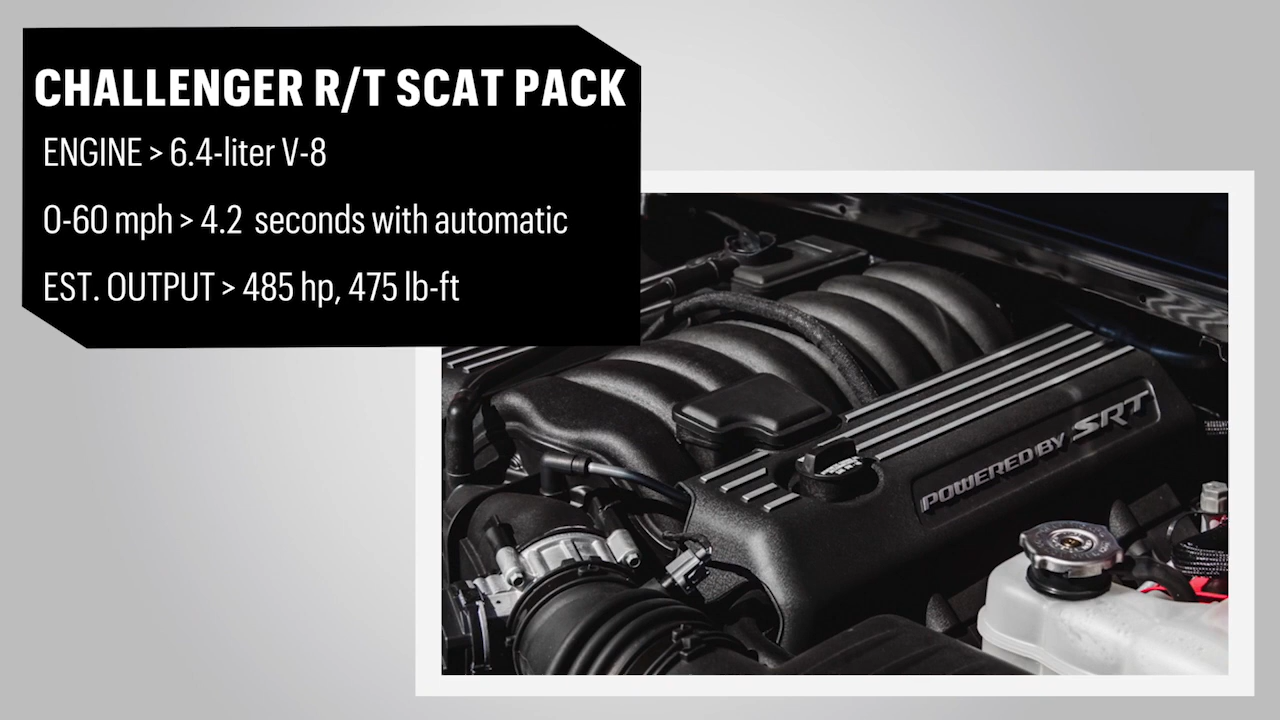 CHALLENGER R/T SCAT PACK
ENGINE > 6.4-liter V-8
0-60 mph > 4.2 seconds with automatic
EST. OUTPUT > 485 hp, 475 lb-ft
POWERED BY SRT